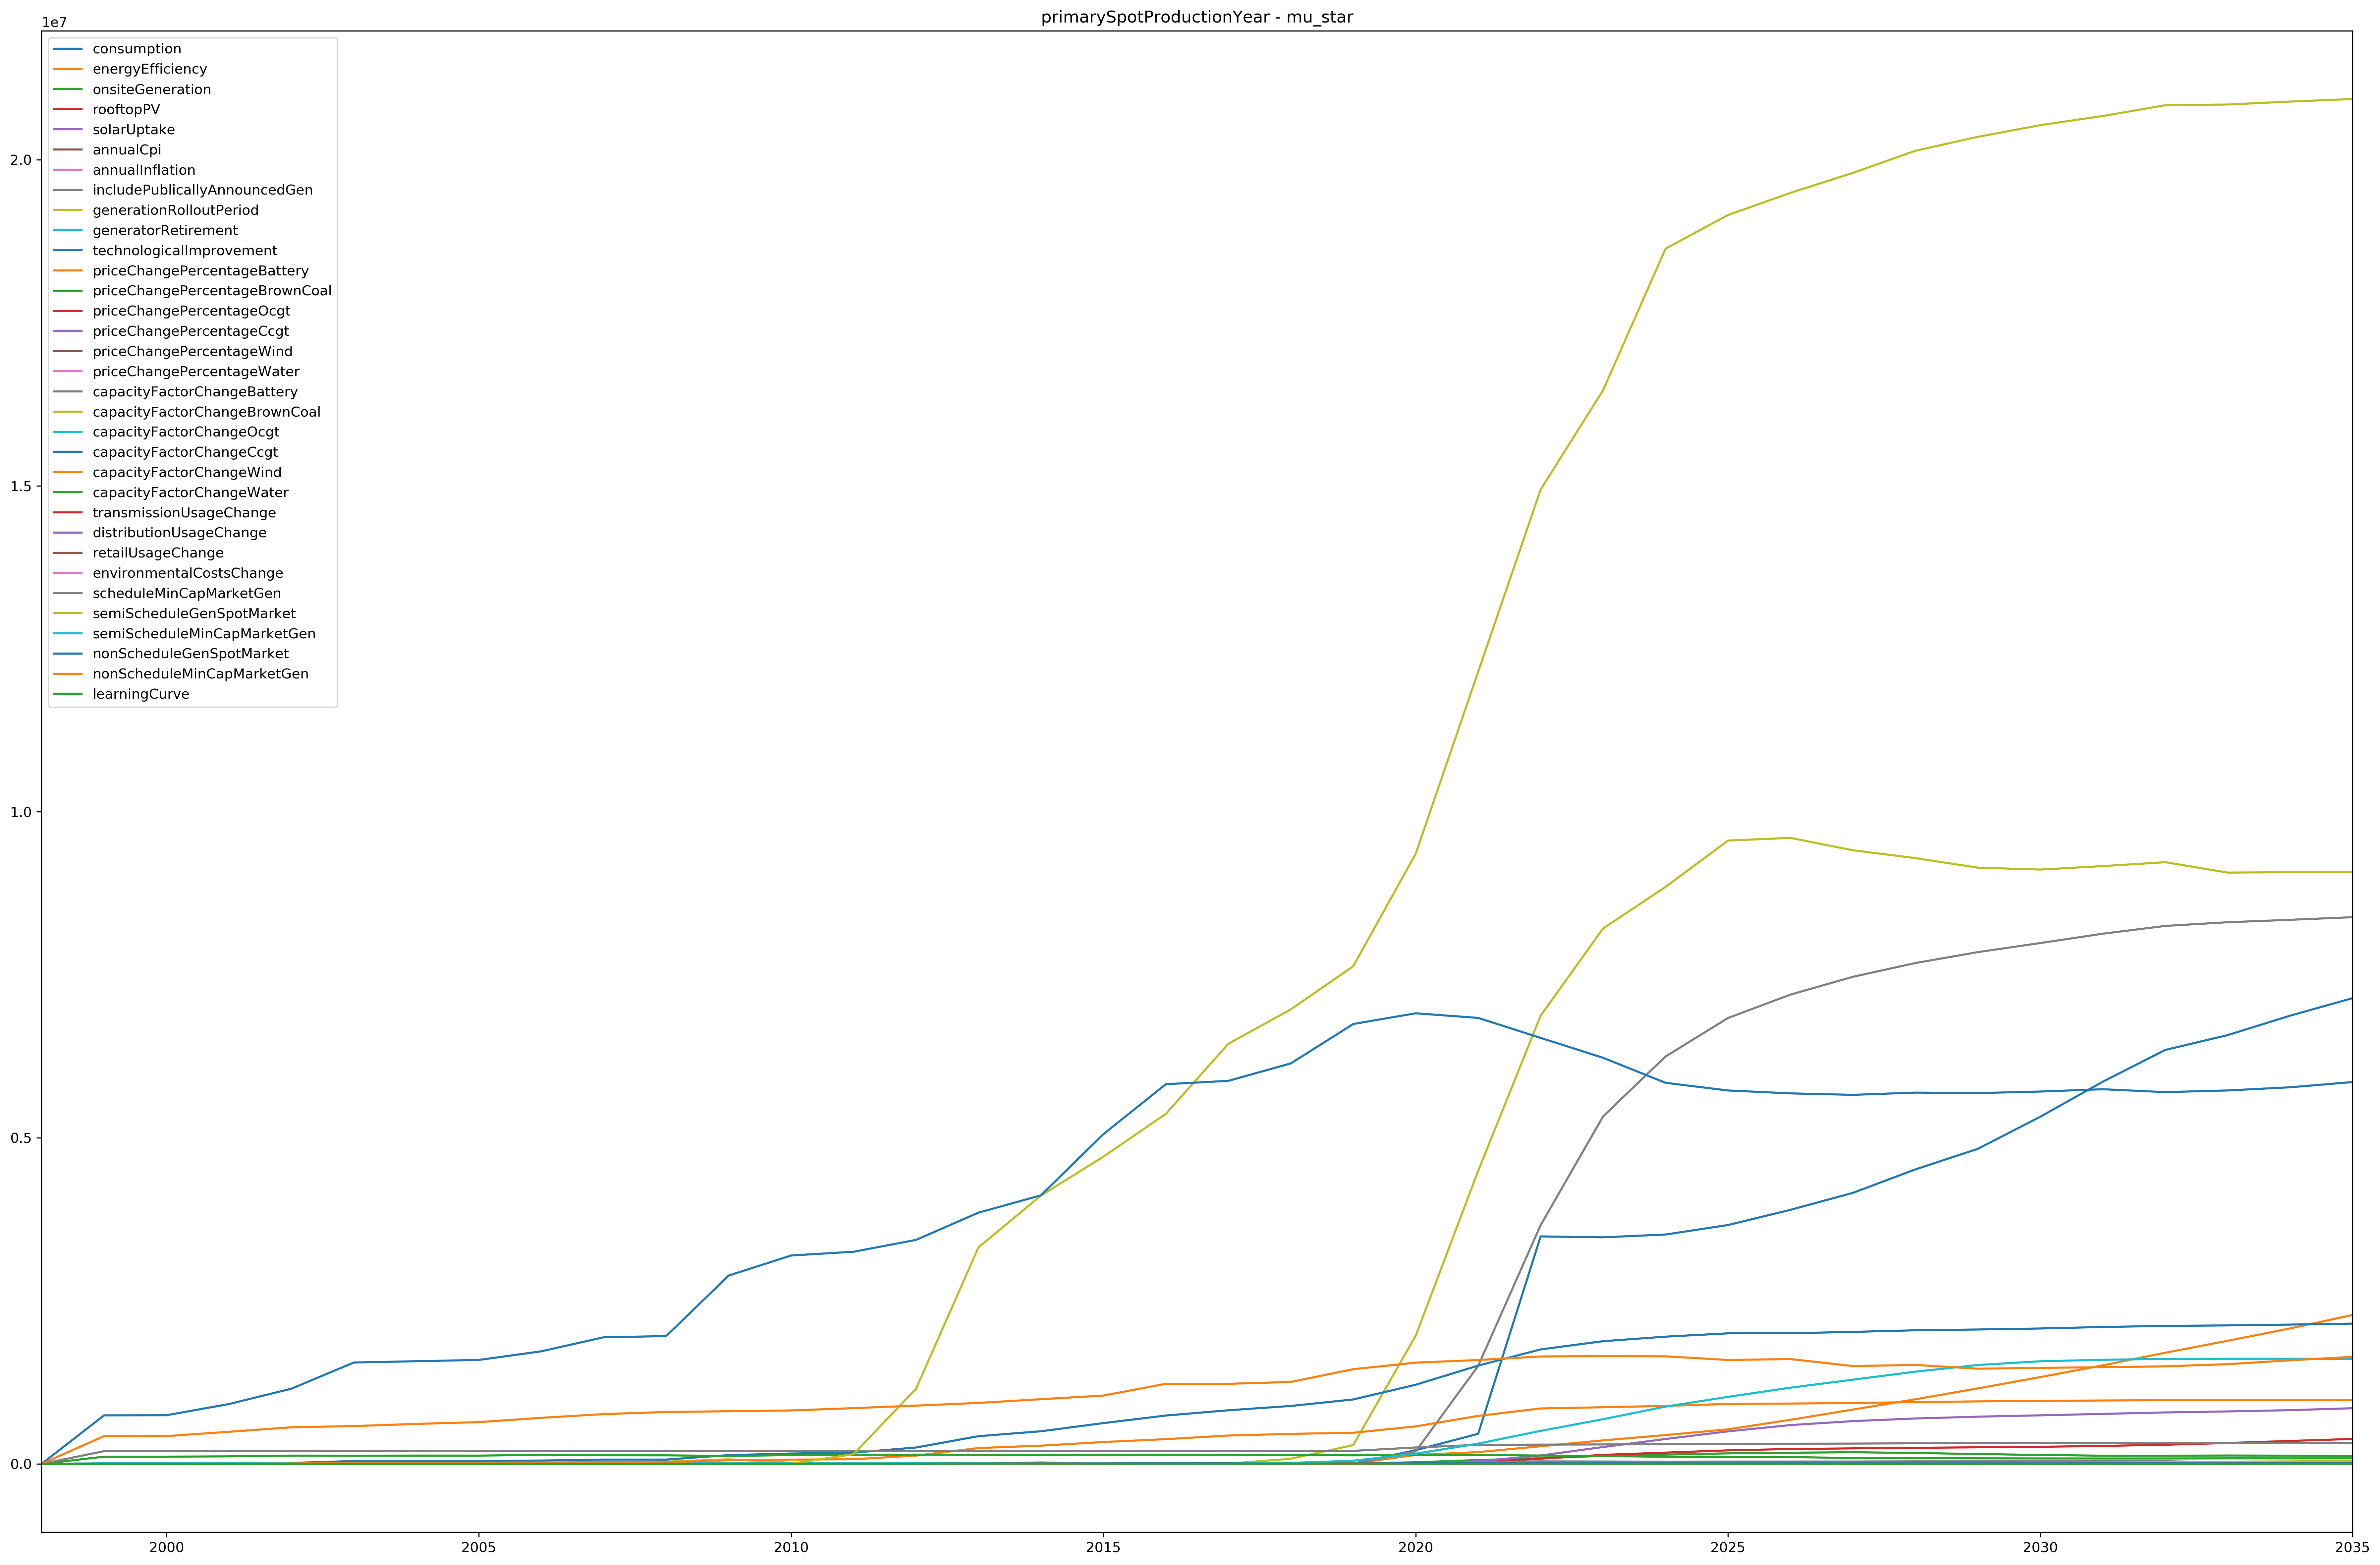 primarySpotProductionYear - mu_star
1e7
consumption
energyEfficiency
onsiteGeneration
rooftopPV
solarUptake
annualCpi
annualInflation
includePublicallyAnnouncedGen
generationRolloutPeriod
generatorRetirement
technologicalImprovement
priceChangePercentageBattery
priceChangePercentageBrownCoal
priceChangePercentageOcgt
priceChangePercentageCcgt
priceChangePercentageWind
priceChangePercentageWater
capacityFactorChangeBattery
capacityFactorChangeBrownCoal
capacityFactorChangeOcgt
capacityFactorChangeCcgt
capacityFactorChangeWind
capacityFactorChangeWater
transmissionUsageChange
distributionUsageChange
retailUsageChange
environmentalCostsChange
scheduleMinCapMarketGen
semiScheduleGenSpotMarket
semiScheduleMinCapMarketGen
nonScheduleGenSpotMarket
nonScheduleMinCapMarketGen
learningCurve
2.0
1.5
1.0
0.5
0.0
2000 2005 2010 2015 2020 2025 2030 2035